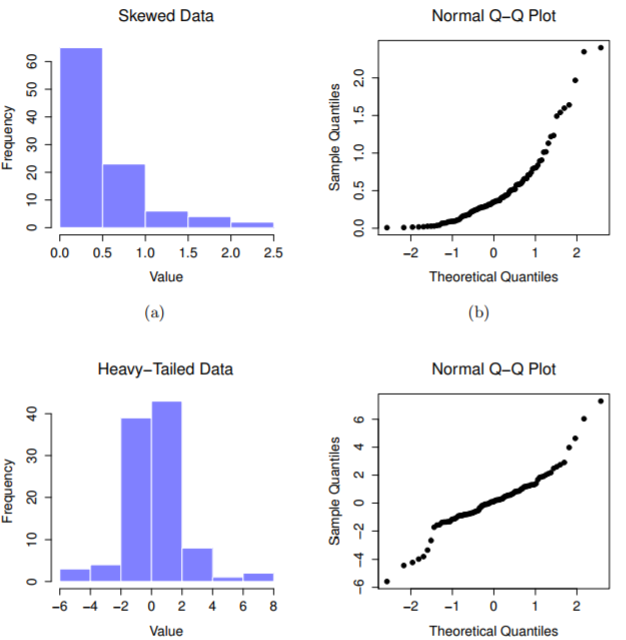 Skewed Data
Normal Q−Q Plot
Frequency
60
50
40
30
20
10
0
0.0 0.5 1.0 1.5 2.0 2.5
Value
Sample Quantiles
2.0
1.5
1.0
0.5
0.0
−2 −1 0 1 2
Theoretical Quantiles
(a)
(b)
Heavy−Tailed Data
Normal Q−Q Plot
Frequency
40
30
20
10
0
−6 −4 −2 0 2 4 6 8
Value
Sample Quantiles
6
4
2
0
−2
−4
−6
−2 −1 0 1 2
Theoretical Quantiles